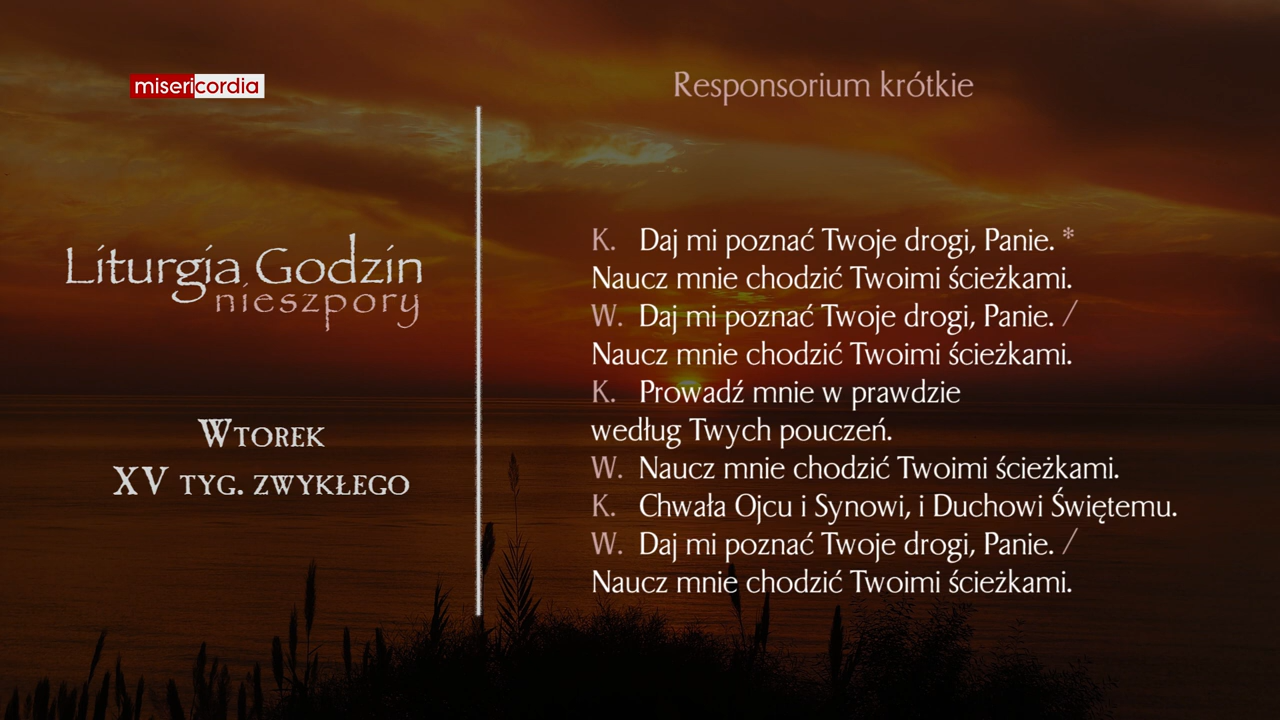 misericordia
Liturgia Godzin
nieszpory
Wtorek
XV tyg. zwykłego
Responsorium krótkie
K. Daj mi poznać Twoje drogi, Panie. *
Naucz mnie chodzić Twoimi ścieżkami.
W. Daj mi poznać Twoje drogi, Panie. /
Naucz mnie chodzić Twoimi ścieżkami.
K. Prowadź mnie w prawdzie
według Twych pouczeń.
W. Naucz mnie chodzić Twoimi ścieżkami.
K. Chwała Ojcu i Synowi, i Duchowi Świętemu.
W. Daj mi poznać Twoje drogi, Panie. /
Naucz mnie chodzić Twoimi ścieżkami.